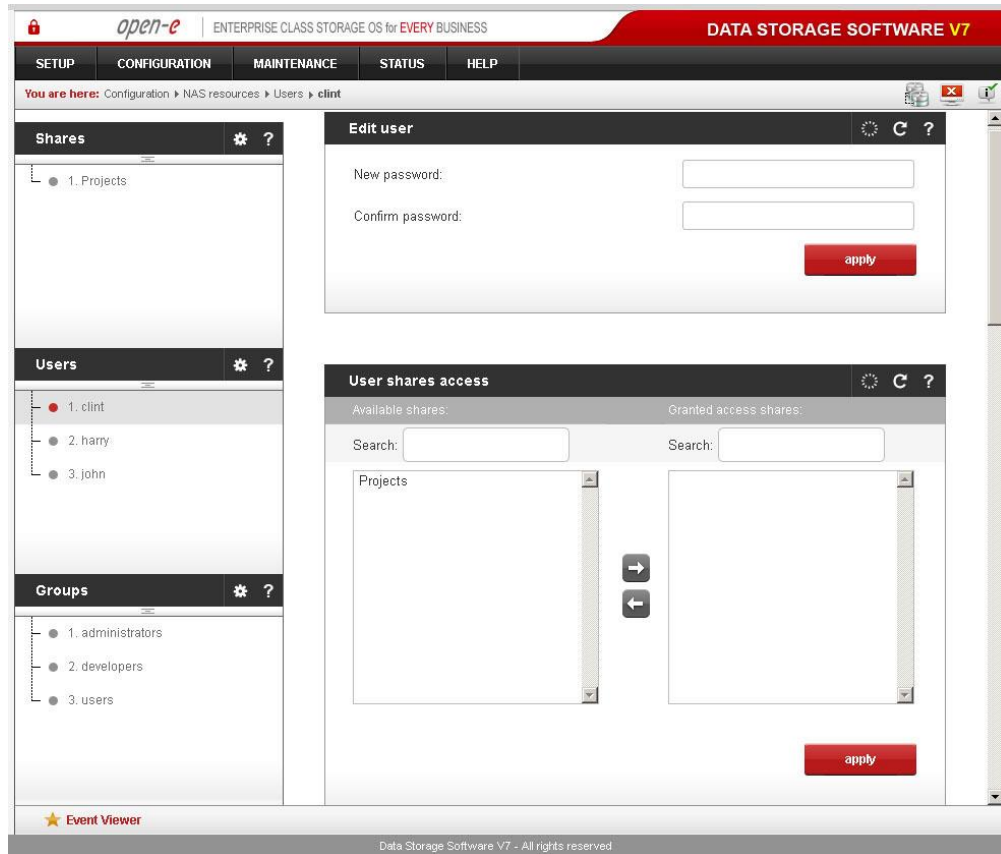 open-e ENTERPRISE CLASS STORAGE OS for EVERY BUSINESS DATA STORAGE SOFTWARE V7
SETUP CONFIGURATION MAINTENANCE STATUS HELP
You are here: Configuration ▸ NAS resources ▸ Users ▸ clint
Shares ?
1. Projects
Users ?
1. clint
2. harry
3. john
Groups ?
1. administrators
2. developers
3. users
Edit user ?
New password:
Confirm password:
apply
User shares access ?
Available shares: Granted access shares:
Search: Search:
Projects
apply
Event Viewer
Data Storage Software V7 - All rights reserved